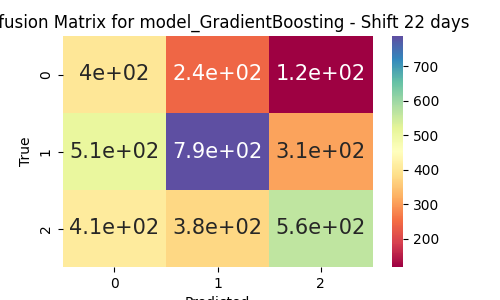 fusion Matrix for model_GradientBoosting - Shift 22 days
True
0 4e+02 2.4e+02 1.2e+02
1 5.1e+02 7.9e+02 3.1e+02
2 4.1e+02 3.8e+02 5.6e+02
0 1 2
Predicted
700
600
500
400
300
200